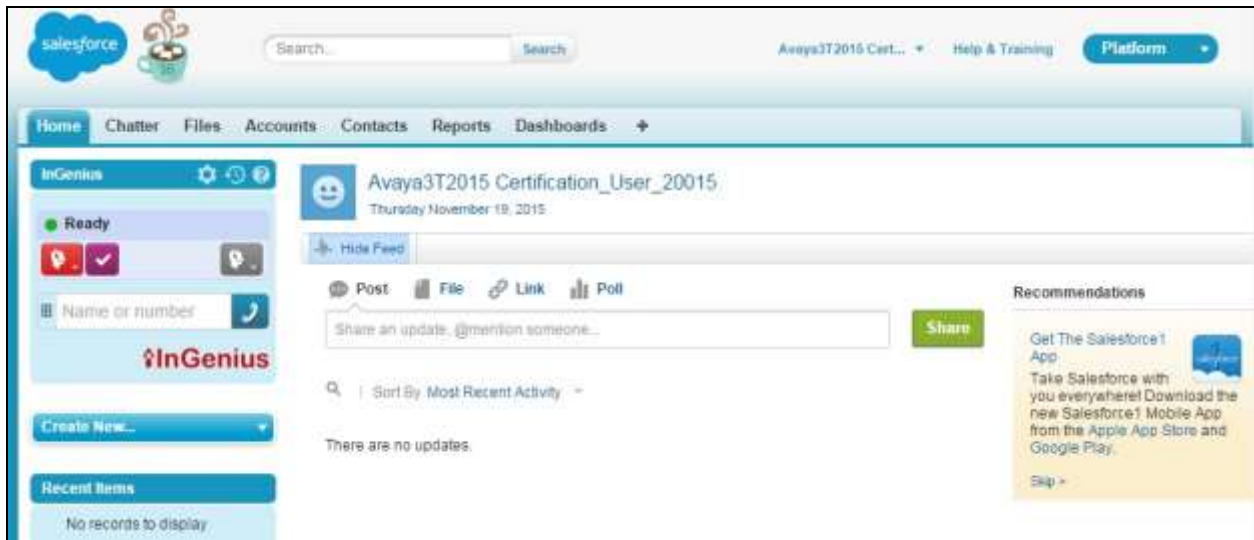 salesforce
16
Search...
Search
Avaya3T2015 Cert...
Help & Training
Platform
Home
Chatter
Files
Accounts
Contacts
Reports
Dashboards
InGenius
Avaya3T2015 Certification_User_20015
Thursday November 19, 2015
Ready
Hide Feed
Post
File
Link
Poll
Name or number
Share an update, @mention someone...
Share
InGenius
Sort By Most Recent Activity
Create New...
There are no updates.
Recent Items
No records to display
Recommendations
Get The Salesforce1
App
Take Salesforce with
you everywhere! Download the
new Salesforce1 Mobile App
from the Apple App Store and
Google Play.
Skip